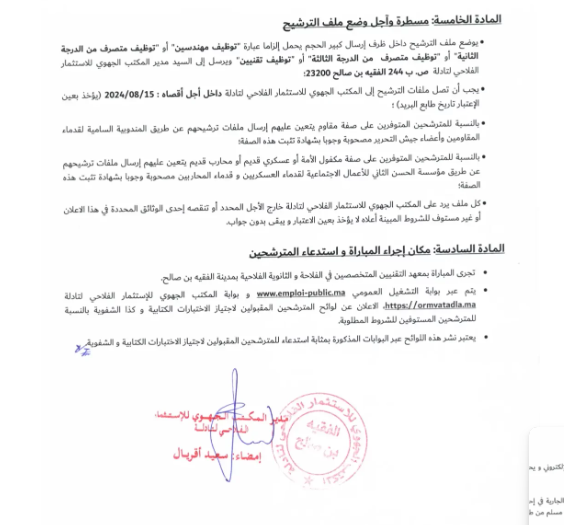 المادة الخامسة: مسطرة وآجل وضع ملف الترشيح
• يوضع ملف الترشيح داخل ظرف إرسال كبير الحجم يحمل إلزاما عبارة "توظيف مهندسين" أو "توظيف متصرف من الدرجة
الثانية" أو "توظيف متصرف من الدرجة الثالثة" أو "توظيف تقنيين" ويرسل إلى السيد مدير المكتب الجهوي للاستثمار
الفلاحي لتادلة ص. ب 244 الفقيه بن صالح 23200؛
• يجب أن تصل ملفات الترشيح إلى المكتب الجهوي للاستثمار الفلاحي لتادلة داخل أجل أقصاه : 2024/08/15 (يؤخذ بعين
الإعتبار تاريخ طابع البريد) ؛
• بالنسبة للمترشحين المتوفرين على صفة مقاوم يتعين عليهم إرسال ملفات ترشيحهم عن طريق المندوبية السامية لقدماء
المقاومين وأعضاء جيش التحرير مصحوبة وجوبا بشهادة تثبت هذه الصفة؛
• بالنسبة للمترشحين المتوفرين على صفة مكفول الأمة أو عسكري قديم أو محارب قديم يتعين عليهم إرسال ملفات ترشيحهم
عن طريق مؤسسة الحسن الثاني للأعمال الاجتماعية لقدماء العسكريين و قدماء المحاربين مصحوبة وجوبا بشهادة تثبت هذه
الصفة؛
• كل ملف يرد على المكتب الجهوي للاستثمار الفلاحي لتادلة خارج الأجل المحدد أو تنقصه إحدى الوثائق المحددة في هذا الاعلان
أو غير مستوف للشروط المبينة أعلاه لا يؤخذ بعين الاعتبار و يبقى بدون جواب.
المادة السادسة: مكان إجراء المباراة و استدعاء المترشحين
• تجرى المباراة بمعهد التقنيين المتخصصين في الفلاحة و الثانوية الفلاحية بمدينة الفقيه بن صالح.
• يتم عبر بوابة التشغيل العمومي www.emploi-public.ma و بوابة المكتب الجهوي للإستثمار الفلاحي لتادلة
https://ormvatadla.ma، الاعلان عن لوائح المترشحين المقبولين لاجتياز الاختبارات الكتابية و كذا الشفوية بالنسبة
للمترشحين المستوفين للشروط المطلوبة.
• يعتبر نشر هذه اللوائح عبر البوابات المذكورة بمثابة استدعاء للمترشحين المقبولين لاجتياز الاختبارات الكتابية و الشفوية.
مدير المكتب الجهوي للإستثمار
الفلاحي لتادلة
إمضاء: سعيد أقربال
الفقيه
بن صالح
إلكتروني و
الجارية في
مسلم من